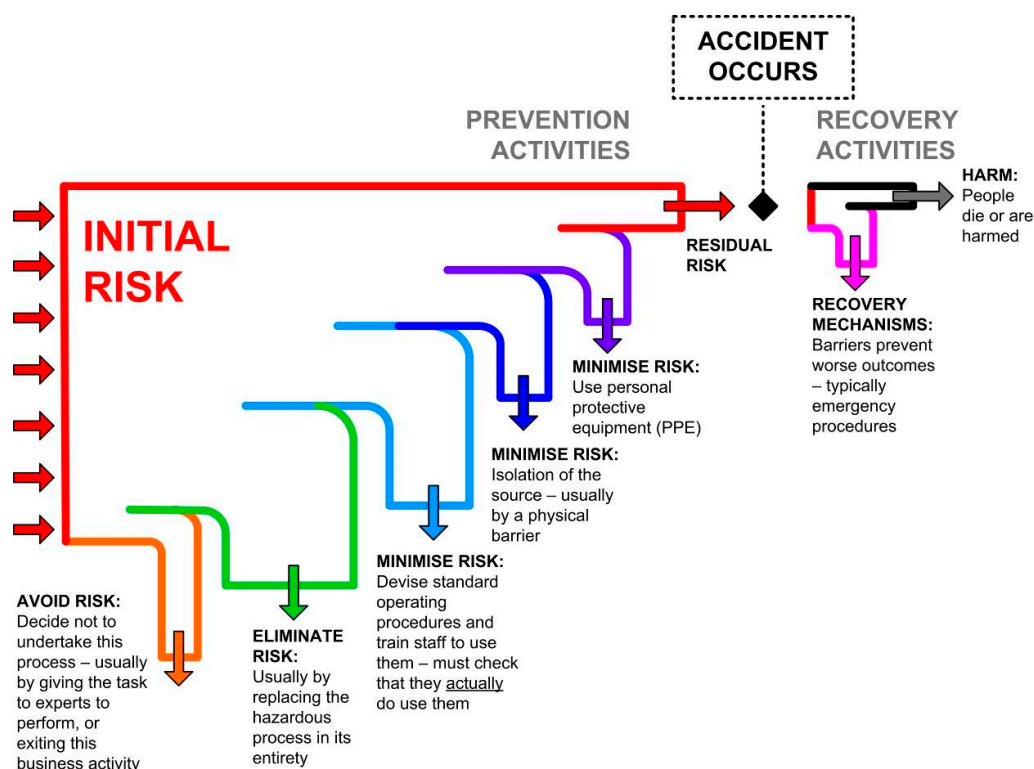 ACCIDENT
OCCURS
PREVENTION
ACTIVITIES
RECOVERY
ACTIVITIES
INITIAL
RISK
RESIDUAL
RISK
HARM:
People
die or are
harmed
AVOID RISK:
Decide not to
undertake this
process – usually
by giving the task
to experts to
perform, or
exiting this
business activity
ELIMINATE
RISK:
Usually by
replacing the
hazardous
process in its
entirety
MINIMISE RISK:
Devise standard
operating
procedures and
train staff to use
them – must check
that they actually
do use them
MINIMISE RISK:
Isolation of the
source – usually
by a physical
barrier
MINIMISE RISK:
Use personal
protective
equipment (PPE)
RECOVERY
MECHANISMS:
Barriers prevent
worse outcomes
– typically
emergency
procedures